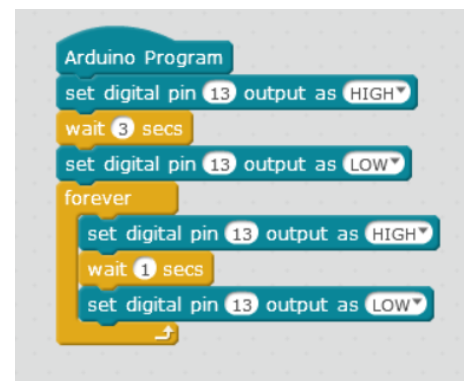 Arduino Program
set digital pin 13 output as HIGH
wait 3 secs
set digital pin 13 output as LOW
forever
set digital pin 13 output as HIGH
wait 1 secs
set digital pin 13 output as LOW